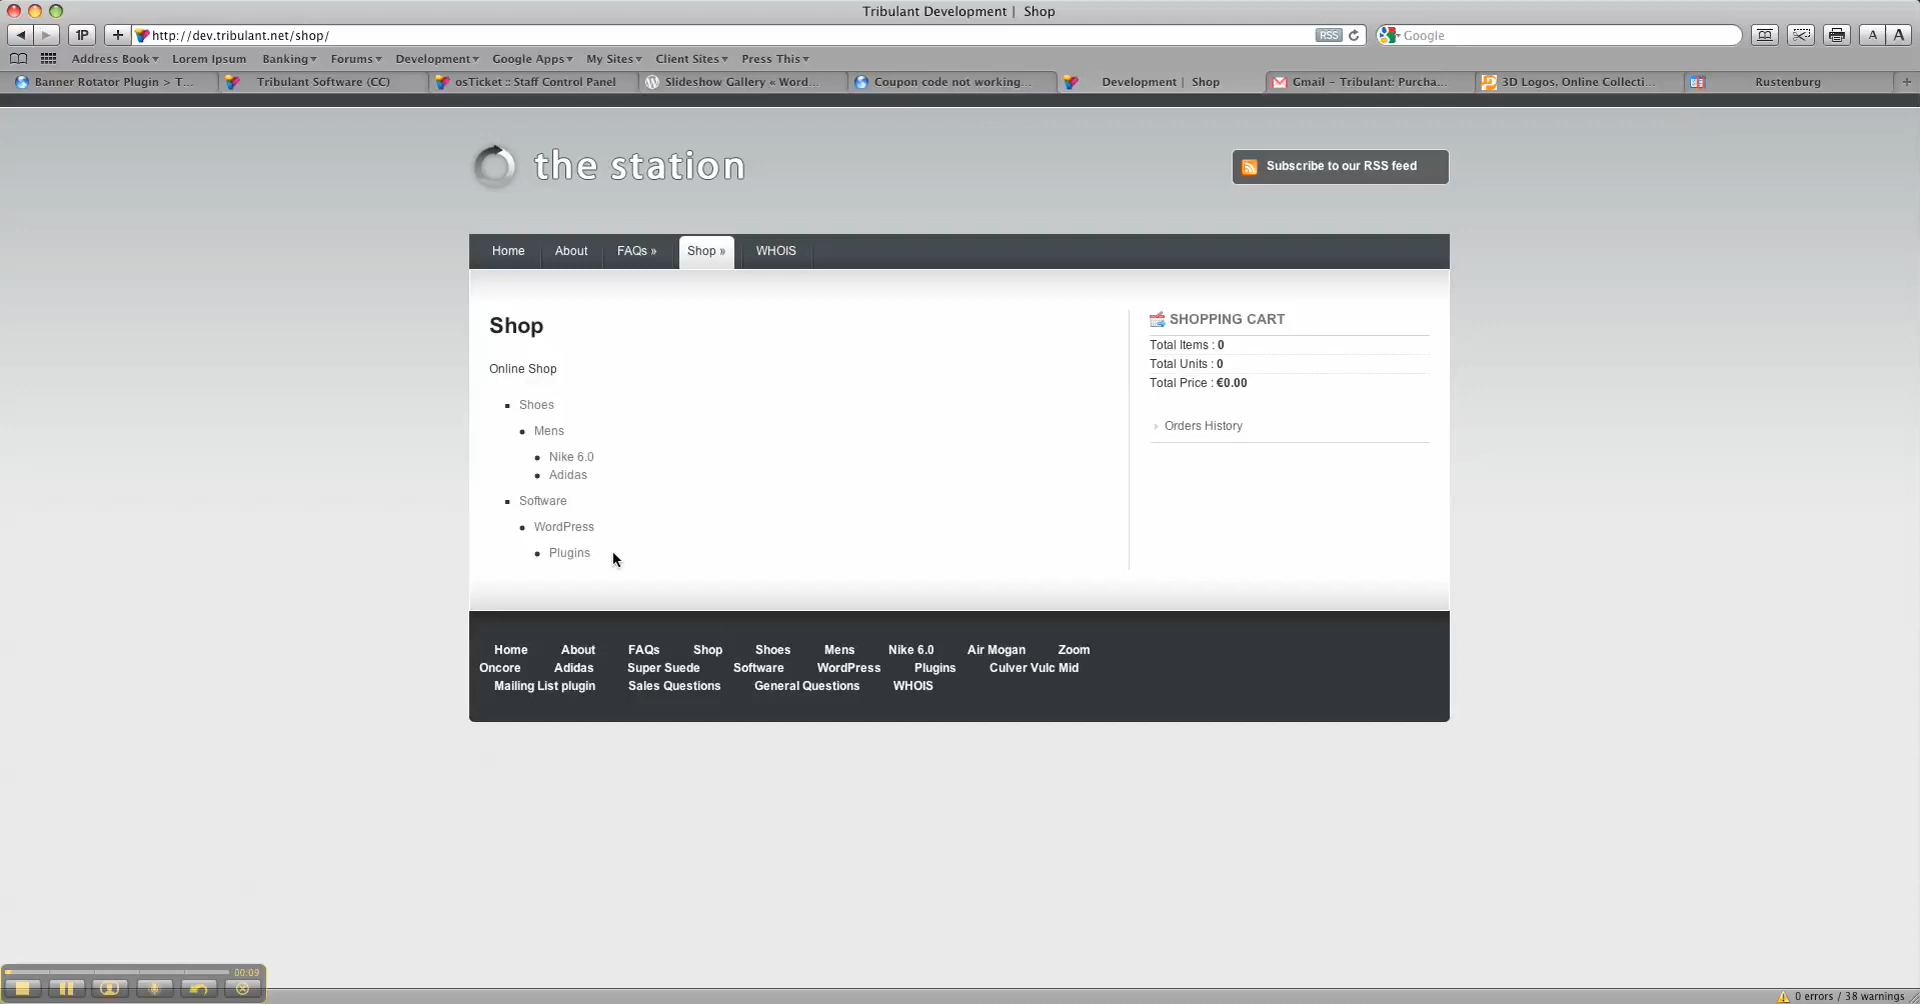 Tribulant Development | Shop
1P
http://dev.tribulant.net/shop/
RSS
Google
A A
Address Book Lorem Ipsum Banking Forums Development Google Apps My Sites Client Sites Press This
Banner Rotator Plugin > T... Tribulant Software (CC) osTicket :: Staff Control Panel Slideshow Gallery « Word... Coupon code not working... Development | Shop Gmail – Tribulant: Purcha... 3D Logos, Online Collecti... Rustenburg
the station
Subscribe to our RSS feed
Home About FAQs » Shop » WHOIS
Shop
Online Shop
Shoes
Mens
Nike 6.0
Adidas
Software
WordPress
Plugins
SHOPPING CART
Total Items : 0
Total Units : 0
Total Price : €0.00
Orders History
Home About FAQs Shop Shoes Mens Nike 6.0 Air Mogan Zoom
Oncore Adidas Super Suede Software WordPress Plugins Culver Vulc Mid
Mailing List plugin Sales Questions General Questions WHOIS
00:09
0 errors / 38 warnings